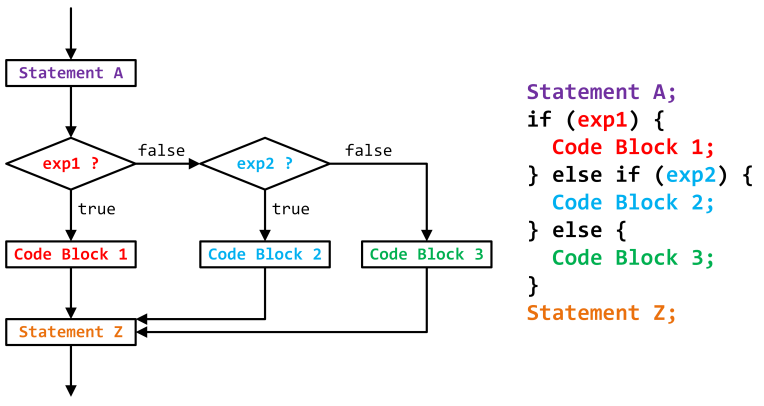 Statement A
exp1 ?
false
exp2 ?
false
true
true
Code Block 1
Code Block 2
Code Block 3
Statement Z
Statement A;
if (exp1) {
  Code Block 1;
} else if (exp2) {
  Code Block 2;
} else {
  Code Block 3;
}
Statement Z;